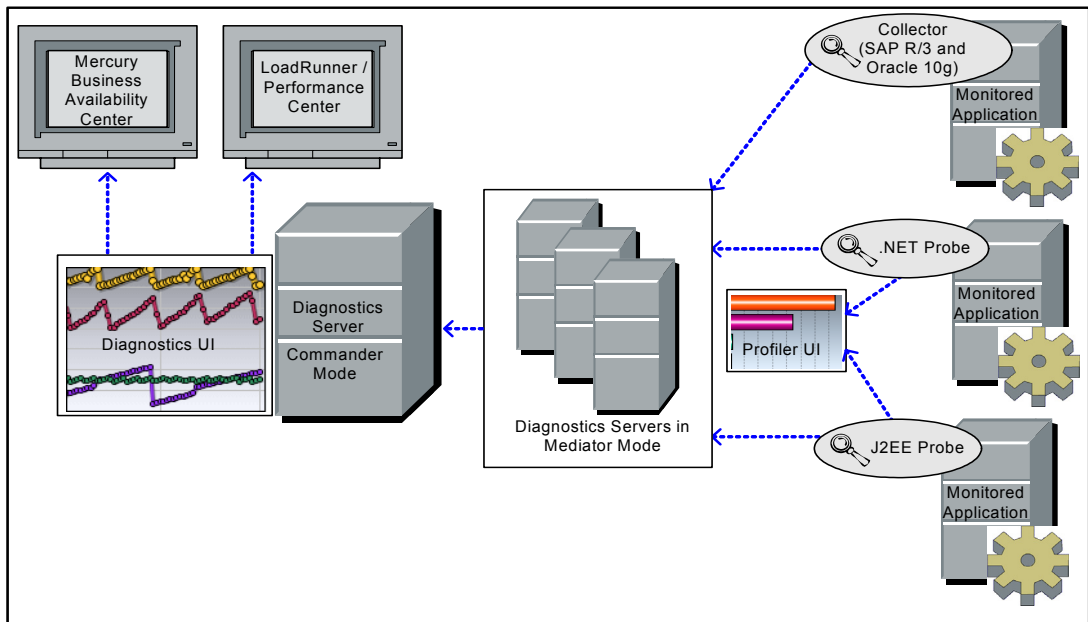 Mercury
Business
Availability
Center
LoadRunner /
Performance
Center
Collector
(SAP R/3 and
Oracle 10g)
Monitored
Application
.NET Probe
Monitored
Application
Diagnostics UI
Diagnostics
Server
Commander
Mode
Profiler UI
Diagnostics Servers in
Mediator Mode
J2EE Probe
Monitored
Application